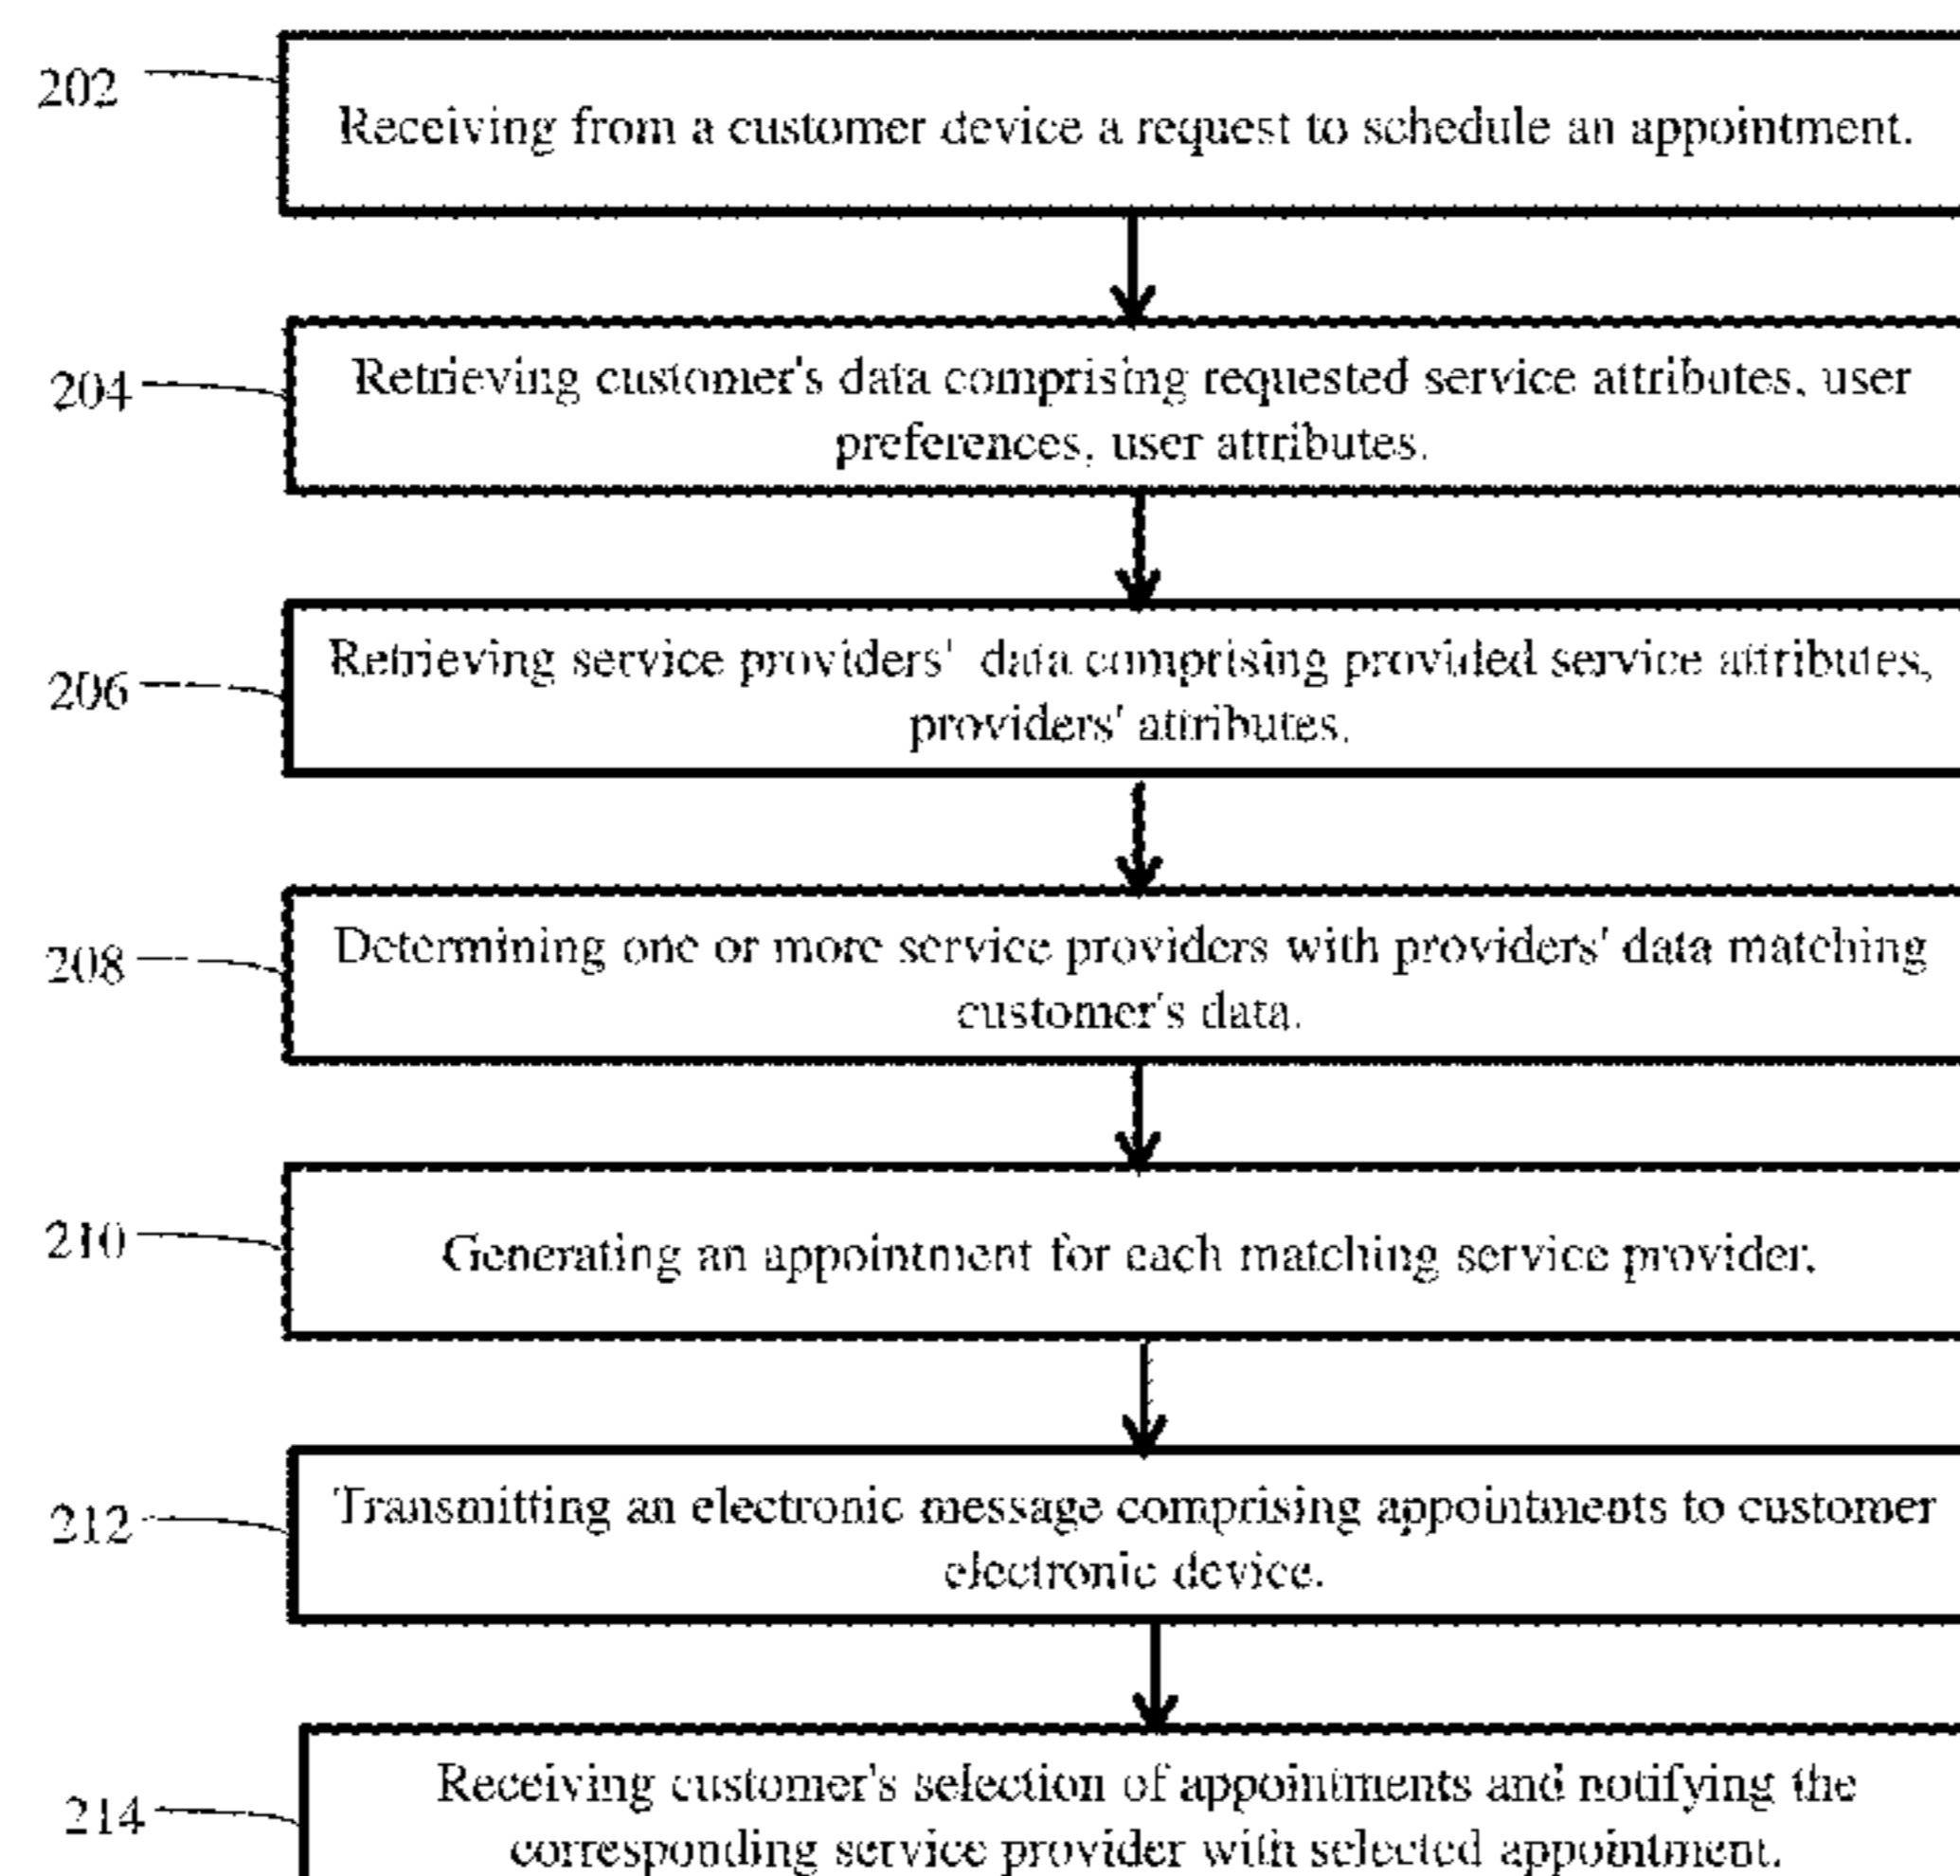 202
Receiving from a customer device a request to schedule an appointment.
204
Retrieving customer's data comprising requested service attributes, user
preferences, user attributes.
206
Retrieving service providers' data comprising provided service attributes,
providers' attributes.
208
Determining one or more service providers with providers' data matching
customer's data.
210
Generating an appointment for each matching service provider.
212
Transmitting an electronic message comprising appointments to customer
electronic device.
214
Receiving customer's selection of appointments and notifying the
corresponding service provider with selected appointment.